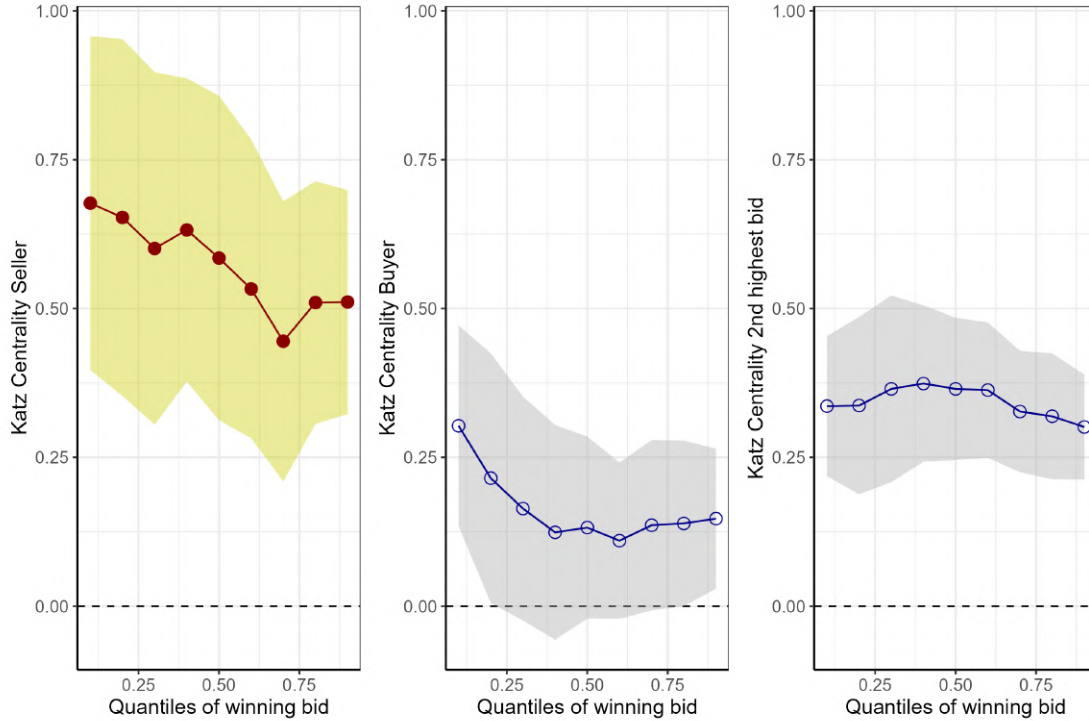 Katz Centrality Seller
1.00
0.75
0.50
0.25
0.00
0.25 0.50 0.75
Quantiles of winning bid
Katz Centrality Buyer
1.00
0.75
0.50
0.25
0.00
0.25 0.50 0.75
Quantiles of winning bid
Katz Centrality 2nd highest bid
1.00
0.75
0.50
0.25
0.00
0.25 0.50 0.75
Quantiles of winning bid